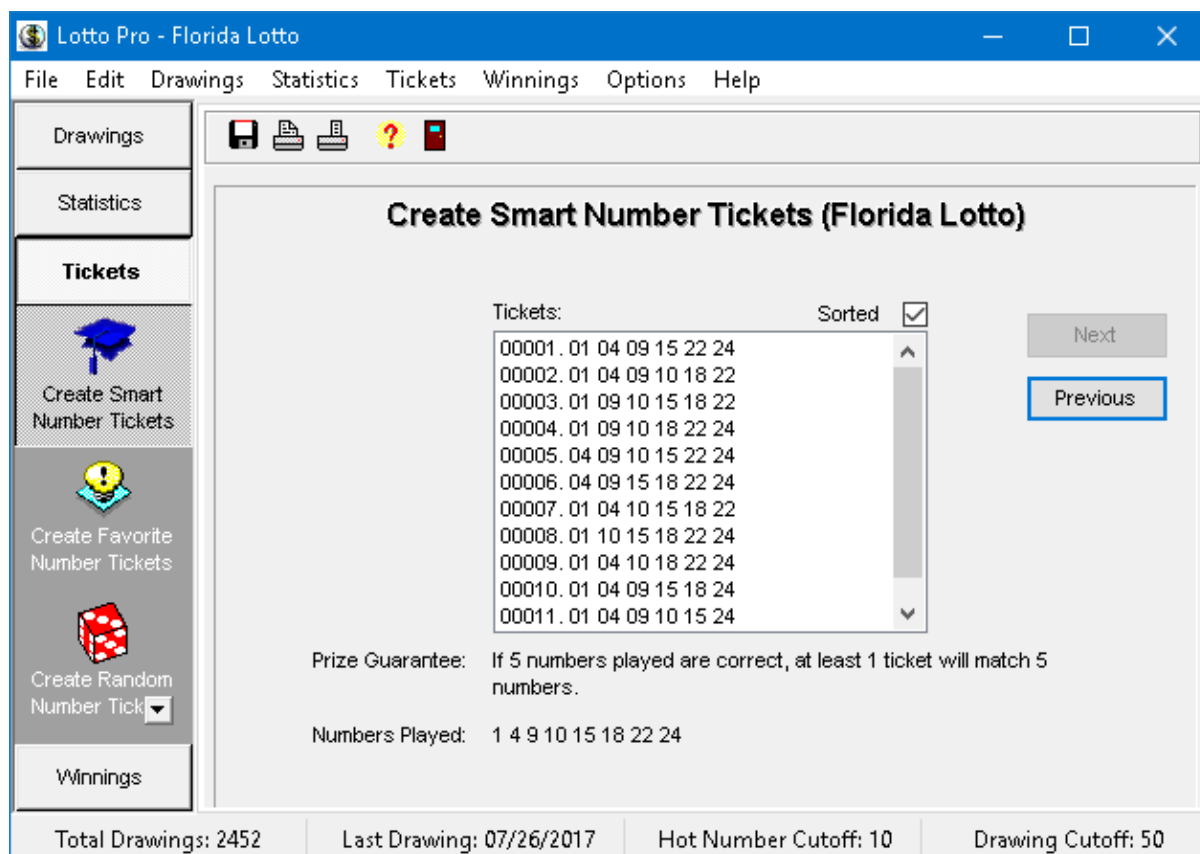 Lotto Pro - Florida Lotto
File Edit Drawings Statistics Tickets Winnings Options Help
Drawings
Statistics
Tickets
Create Smart
Number Tickets
Create Favorite
Number Tickets
Create Random
Number Tick
Winnings
Create Smart Number Tickets (Florida Lotto)
Tickets: Sorted
00001. 01 04 09 15 22 24
00002. 01 04 09 10 18 22
00003. 01 09 10 15 18 22
00004. 01 09 10 18 22 24
00005. 04 09 10 15 22 24
00006. 04 09 15 18 22 24
00007. 01 04 10 15 18 22
00008. 01 10 15 18 22 24
00009. 01 04 10 18 22 24
00010. 01 04 09 15 18 24
00011. 01 04 09 10 15 24
Next
Previous
Prize Guarantee: If 5 numbers played are correct, at least 1 ticket will match 5
numbers.
Numbers Played: 1 4 9 10 15 18 22 24
Total Drawings: 2452 Last Drawing: 07/26/2017 Hot Number Cutoff: 10 Drawing Cutoff: 50